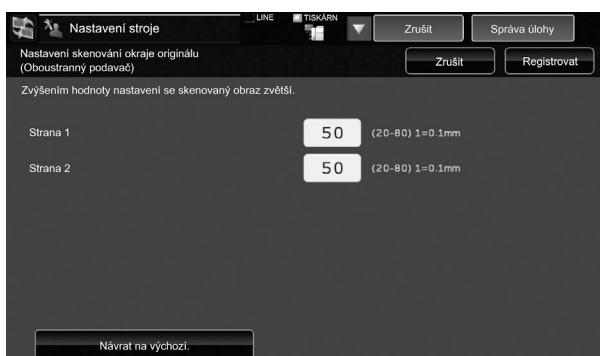 Nastavení stroje
LINE
TISKÁRN
Zrušit
Správa úlohy
Nastavení skenování okraje originálu
(Oboustranný podavač)
Zrušit
Registrovat
Zvýšením hodnoty nastavení se skenovaný obraz zvětší.
Strana 1 50 (20-80) 1=0.1mm
Strana 2 50 (20-80) 1=0.1mm
Návrat na výchozí.